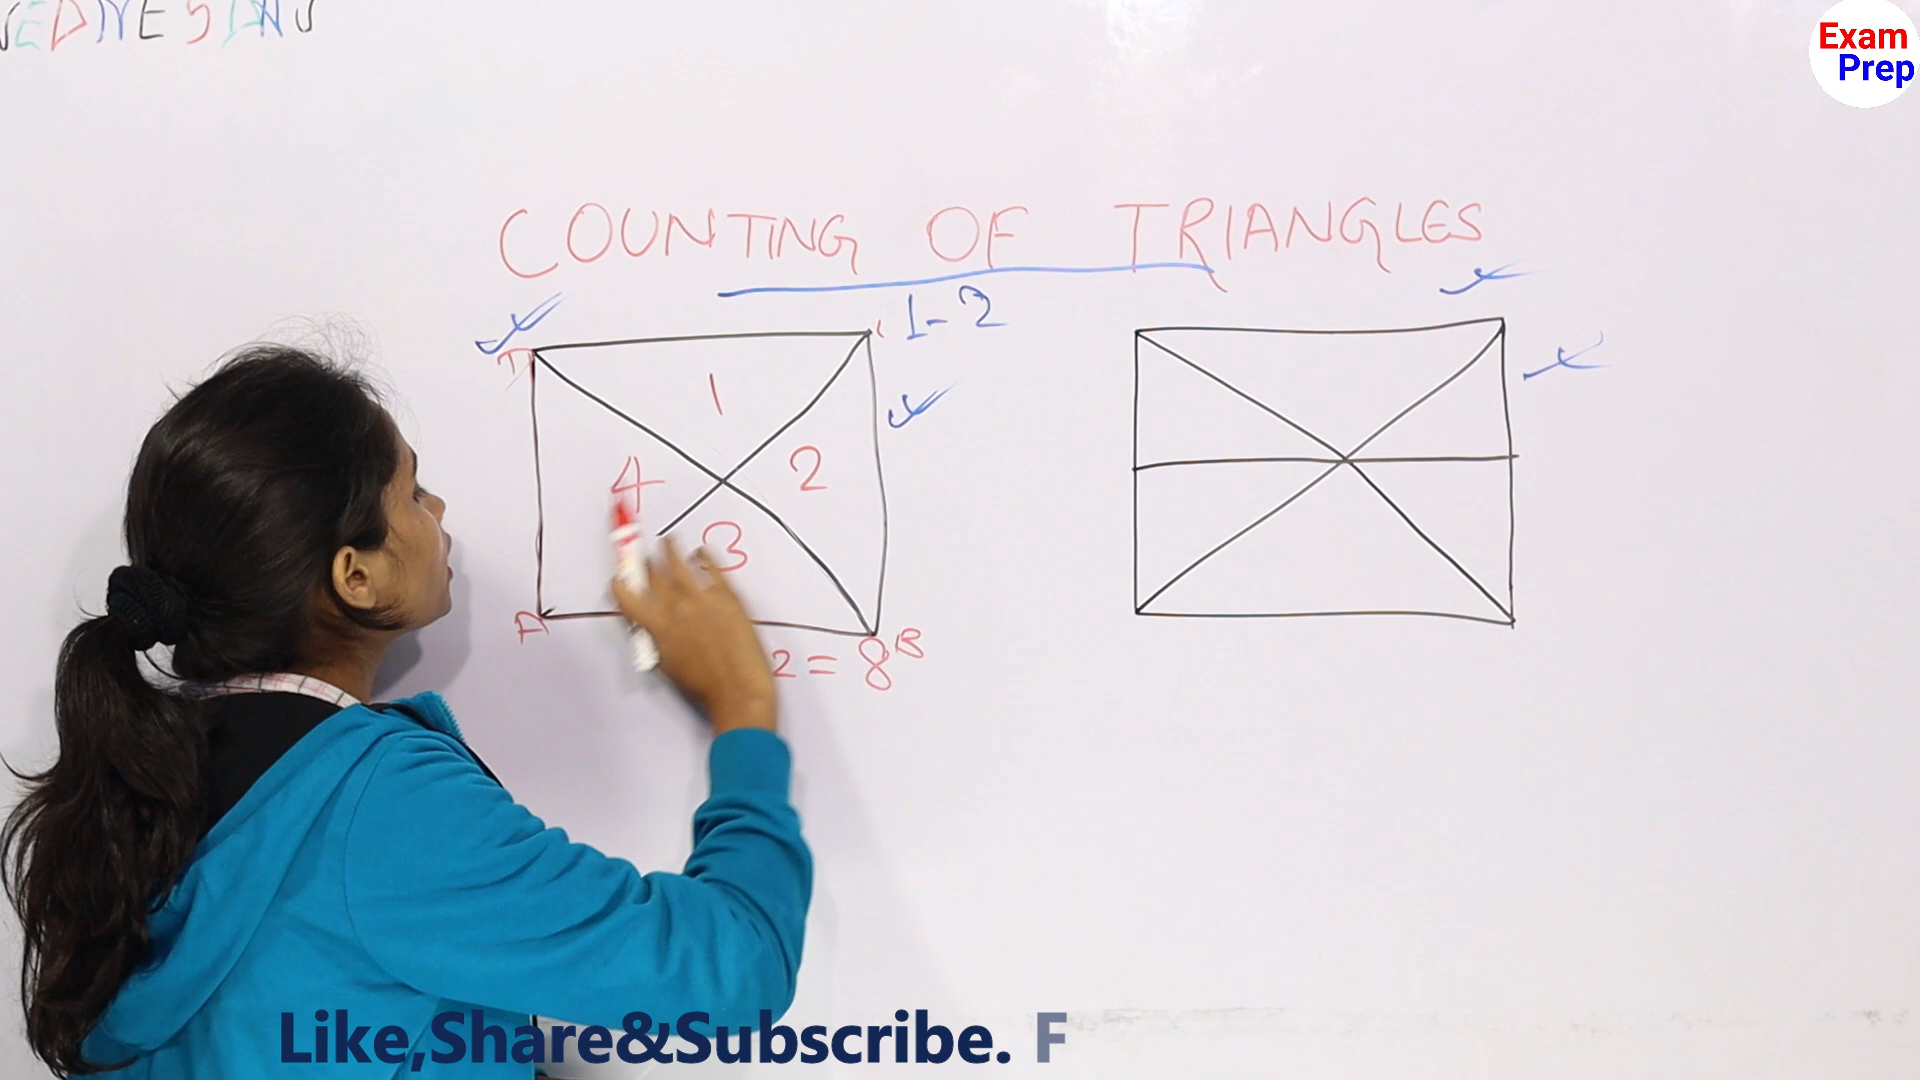 Exam
Prep
COUNTING OF TRIANGLES
1-2
D
1
4
2
3
A
B
2=8
Like,Share&Subscribe. F